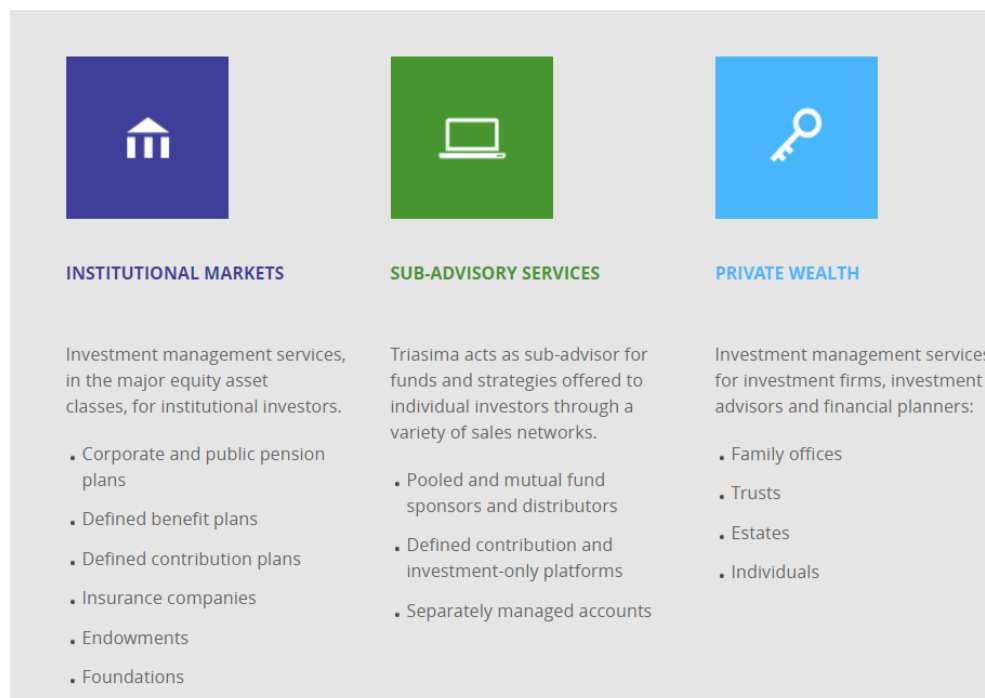 INSTITUTIONAL MARKETS
Investment management services,
in the major equity asset
classes, for institutional investors.
Corporate and public pension
plans
Defined benefit plans
Defined contribution plans
Insurance companies
Endowments
Foundations
SUB-ADVISORY SERVICES
Triasima acts as sub-advisor for
funds and strategies offered to
individual investors through a
variety of sales networks.
Pooled and mutual fund
sponsors and distributors
Defined contribution and
investment-only platforms
Separately managed accounts
PRIVATE WEALTH
Investment management services
for investment firms, investment
advisors and financial planners:
Family offices
Trusts
Estates
Individuals